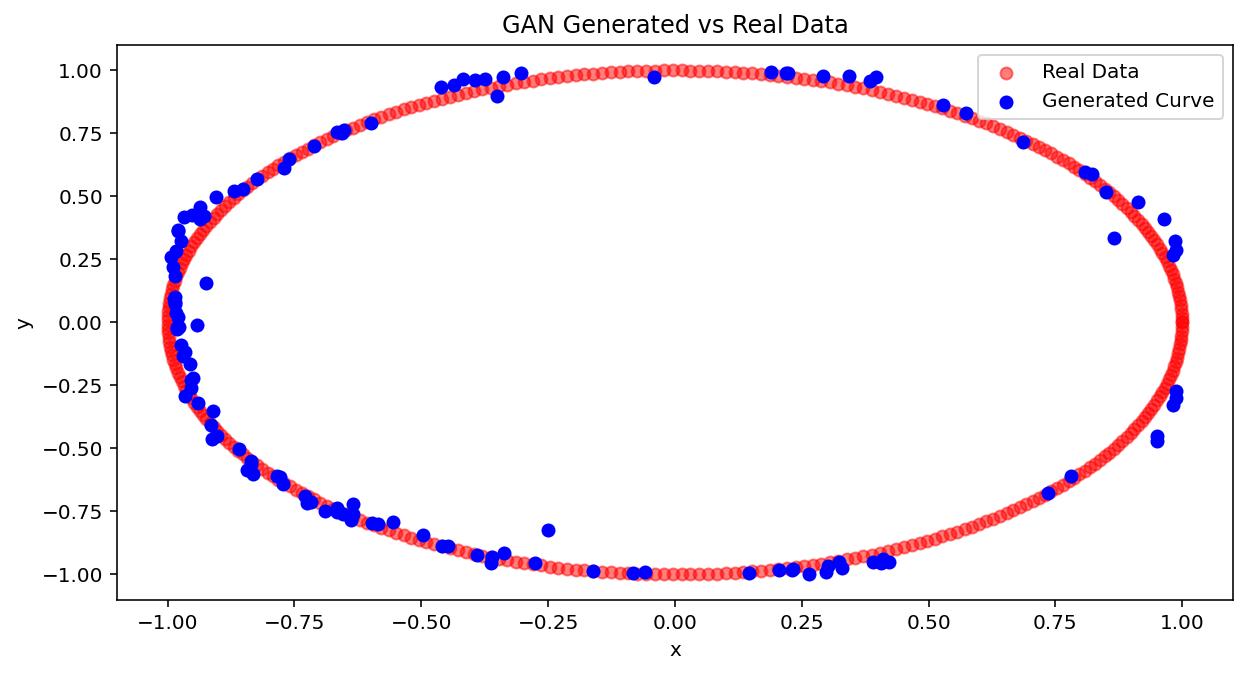 GAN Generated vs Real Data
Real Data
Generated Curve
y
1.00
0.75
0.50
0.25
0.00
−0.25
−0.50
−0.75
−1.00
−1.00 −0.75 −0.50 −0.25 0.00 0.25 0.50 0.75 1.00
x